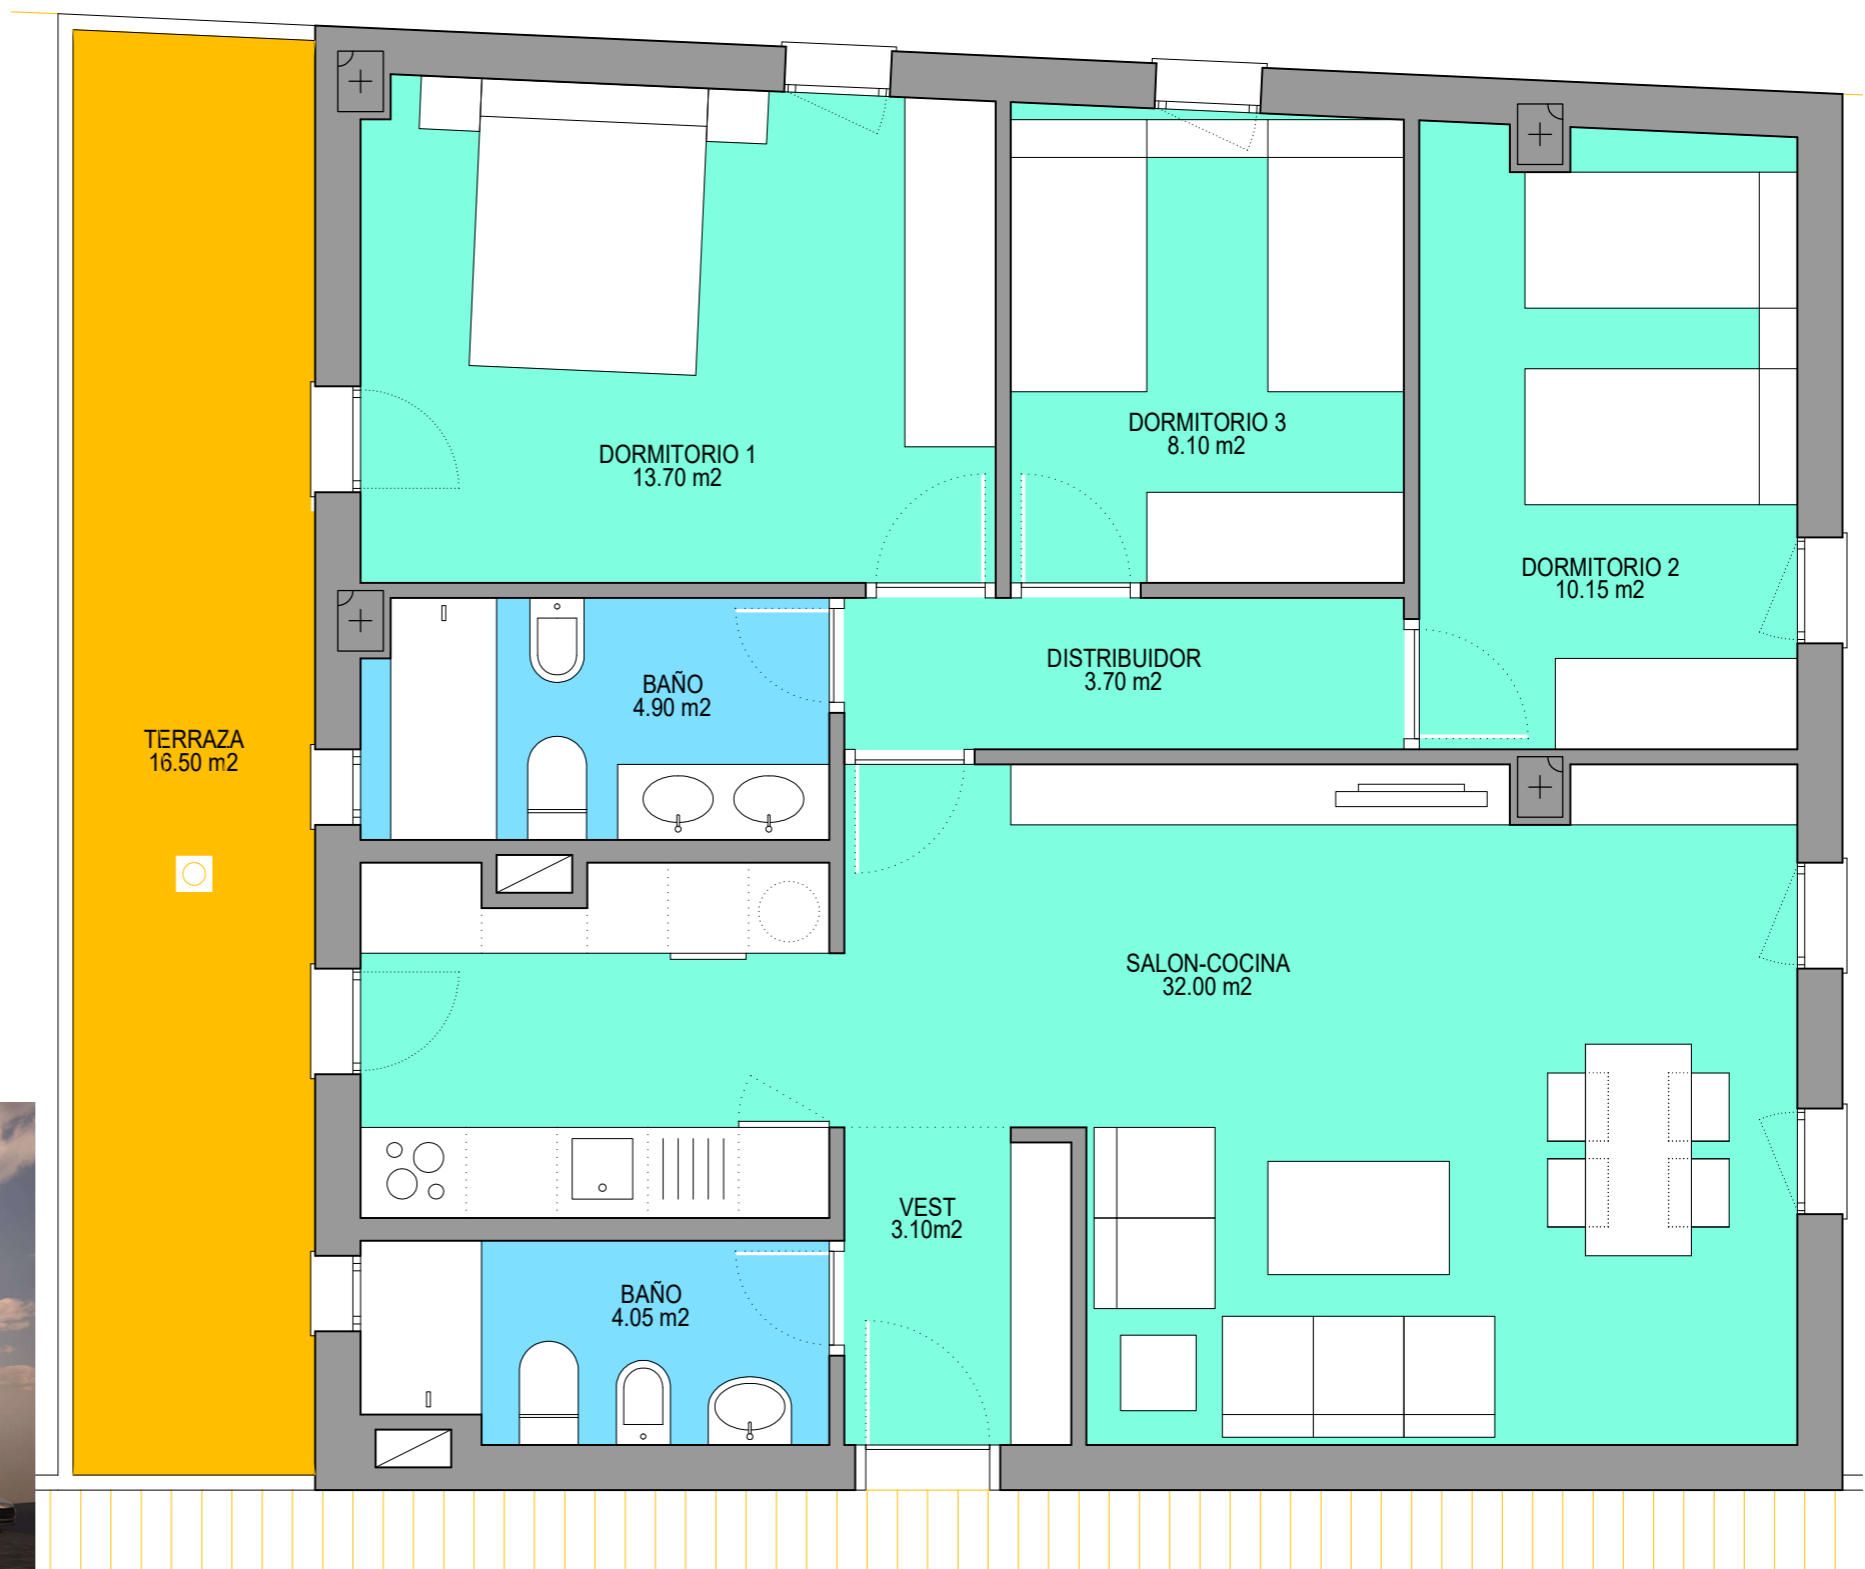 DORMITORIO 1
13.70 m2
DORMITORIO 3
8.10 m2
DORMITORIO 2
10.15 m2
BAÑO
4.90 m2
DISTRIBUIDOR
3.70 m2
TERRAZA
16.50 m2
SALON-COCINA
32.00 m2
VEST
3.10m2
BAÑO
4.05 m2